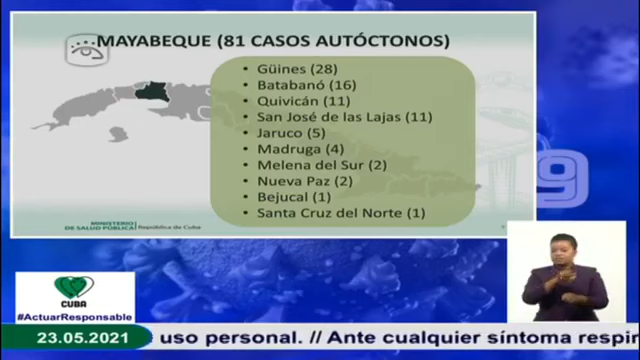 MAYABEQUE (81 CASOS AUTÓCTONOS)
• Güines (28)
• Batabanó (16)
• Quivicán (11)
• San José de las Lajas (11)
• Jaruco (5)
• Madruga (4)
• Melena del Sur (2)
• Nueva Paz (2)
• Bejucal (1)
• Santa Cruz del Norte (1)
MINISTERIO
DE SALUD PÚBLICA
República de Cuba
9
CUBA
#ActuarResponsable
23.05.2021 uso personal. // Ante cualquier síntoma respir